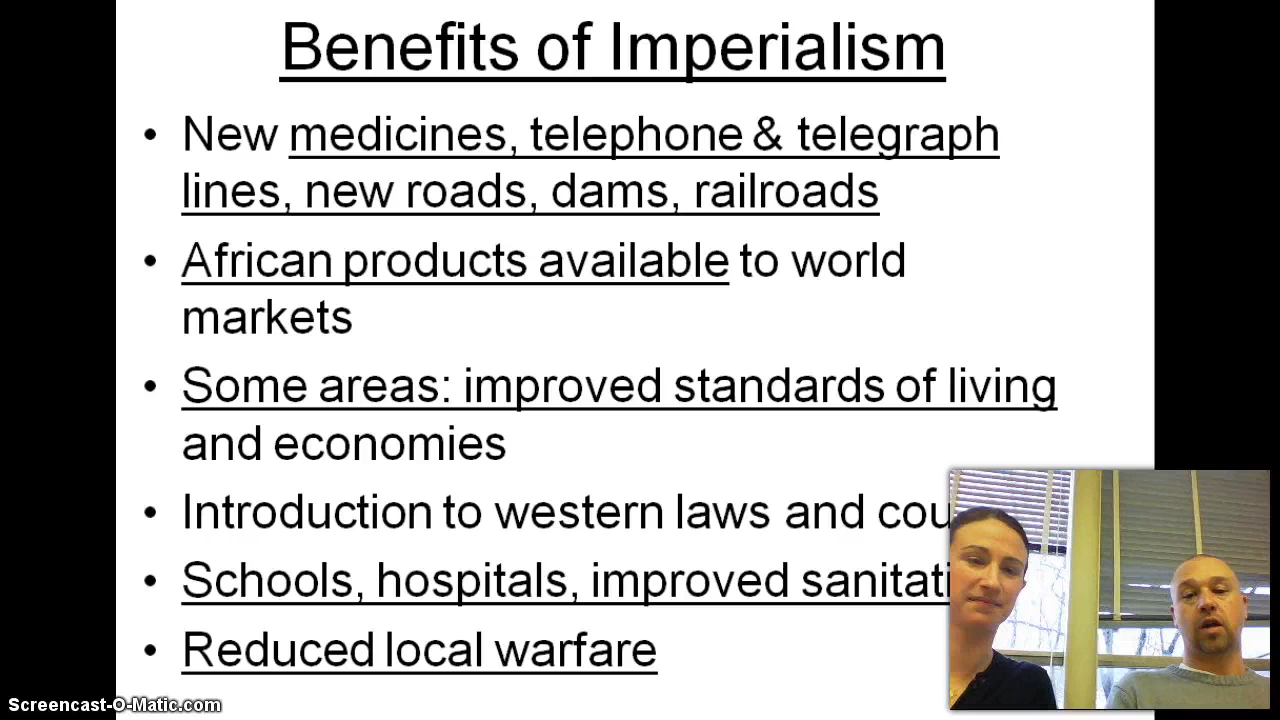 Benefits of Imperialism
• New medicines, telephone & telegraph
lines, new roads, dams, railroads
• African products available to world
markets
• Some areas: improved standards of living
and economies
• Introduction to western laws and
• Schools, hospitals, improved
• Reduced local warfare
Screencast-O-Matic.com